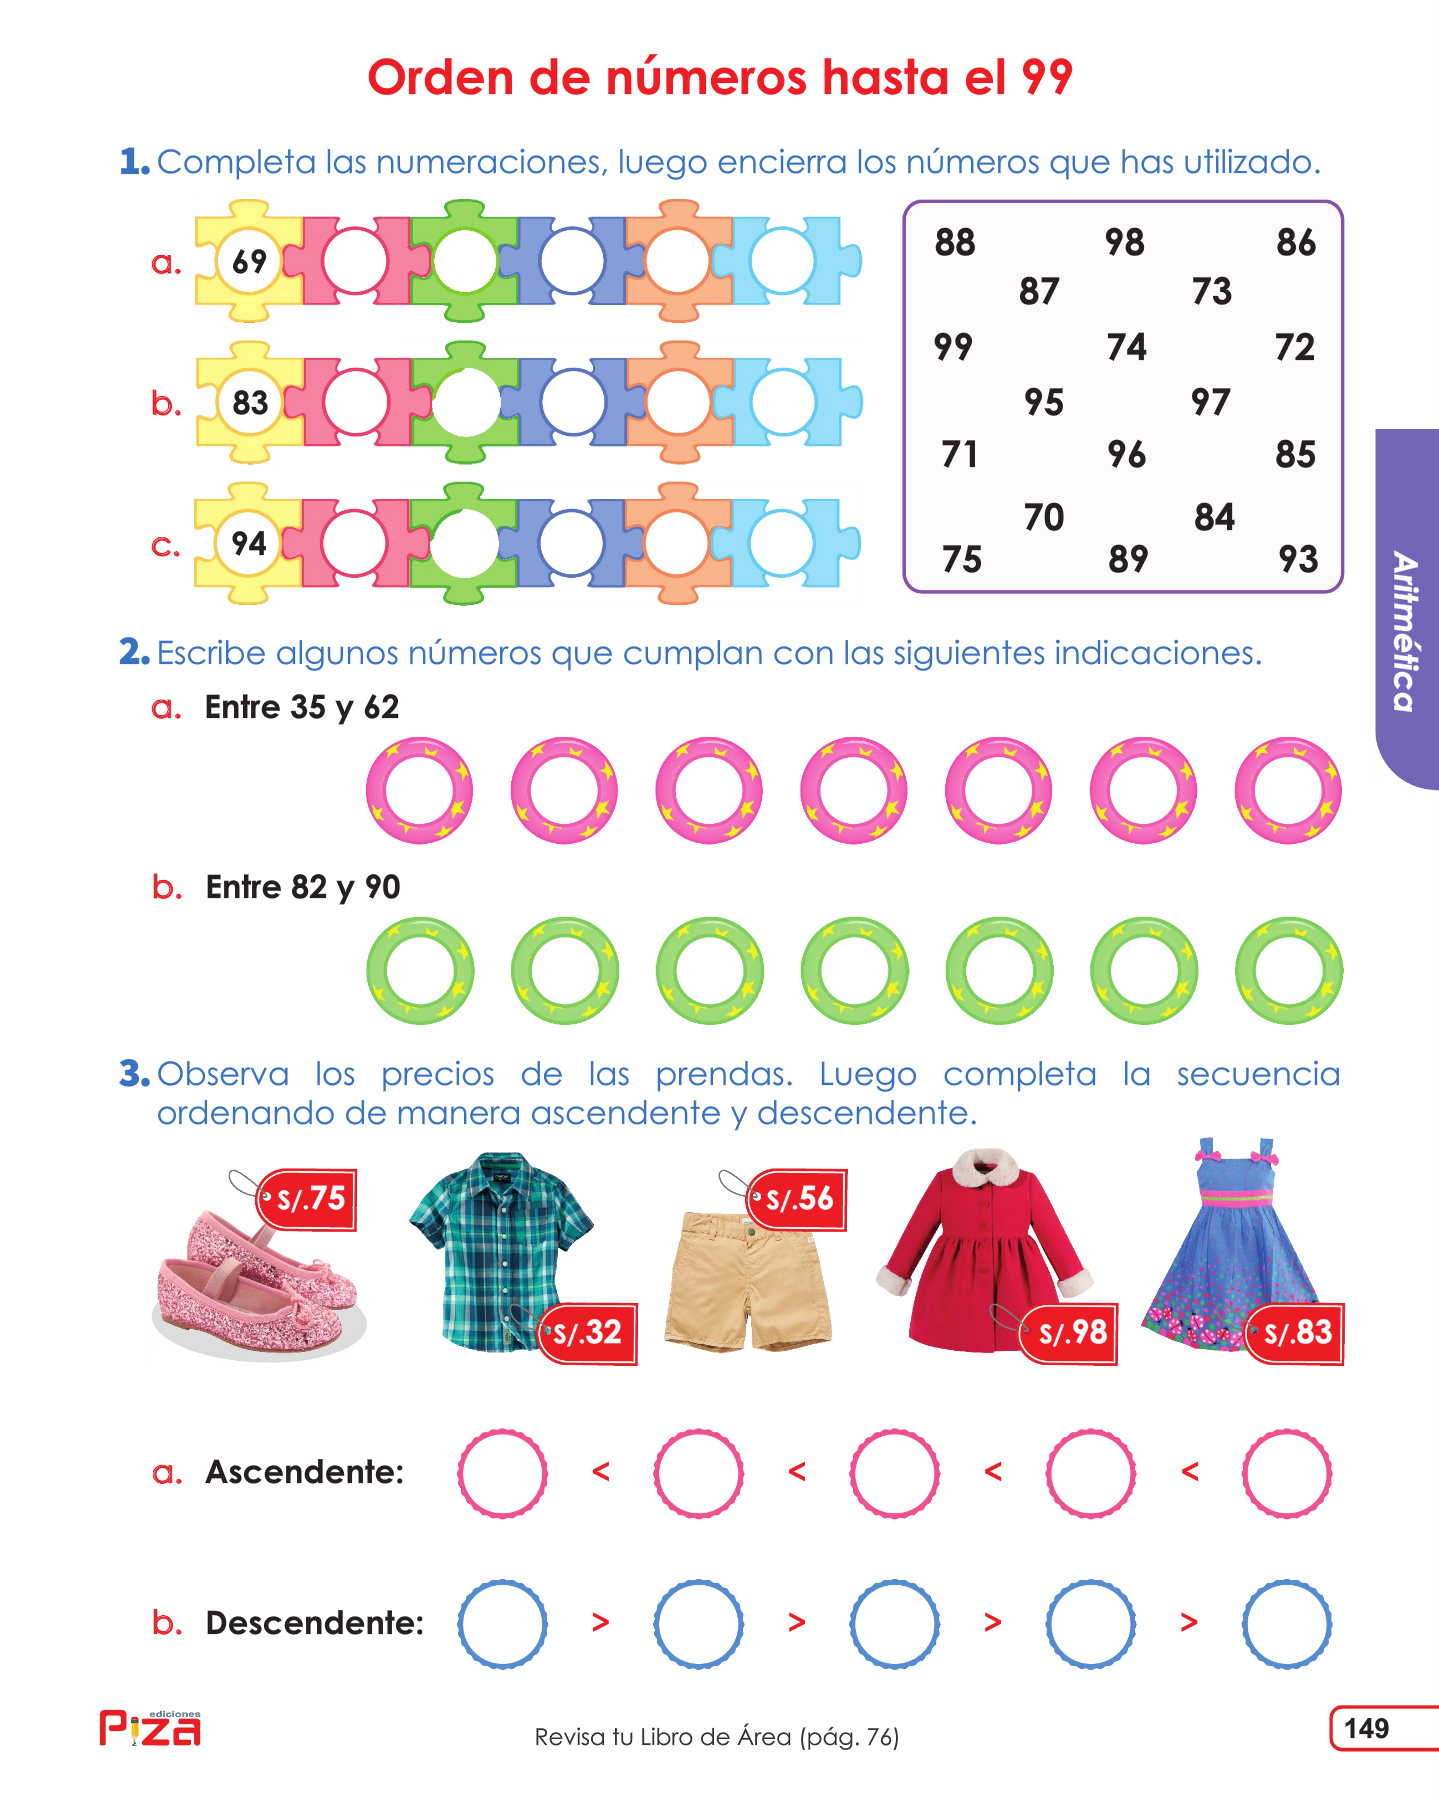 Orden de números hasta el 99
1. Completa las numeraciones, luego encierra los números que has utilizado.
a. 69
b. 83
c. 94
88 98 86
87 73
99 74 72
95 97
71 96 85
70 84
75 89 93
Aritmética
2. Escribe algunos números que cumplan con las siguientes indicaciones.
a. Entre 35 y 62
b. Entre 82 y 90
3. Observa los precios de las prendas. Luego completa la secuencia
ordenando de manera ascendente y descendente.
S/.75 S/.56
S/.32 S/.98 S/.83
a. Ascendente: < < < <
b. Descendente: > > > >
ediciones
Piza
Revisa tu Libro de Área (pág. 76)
149